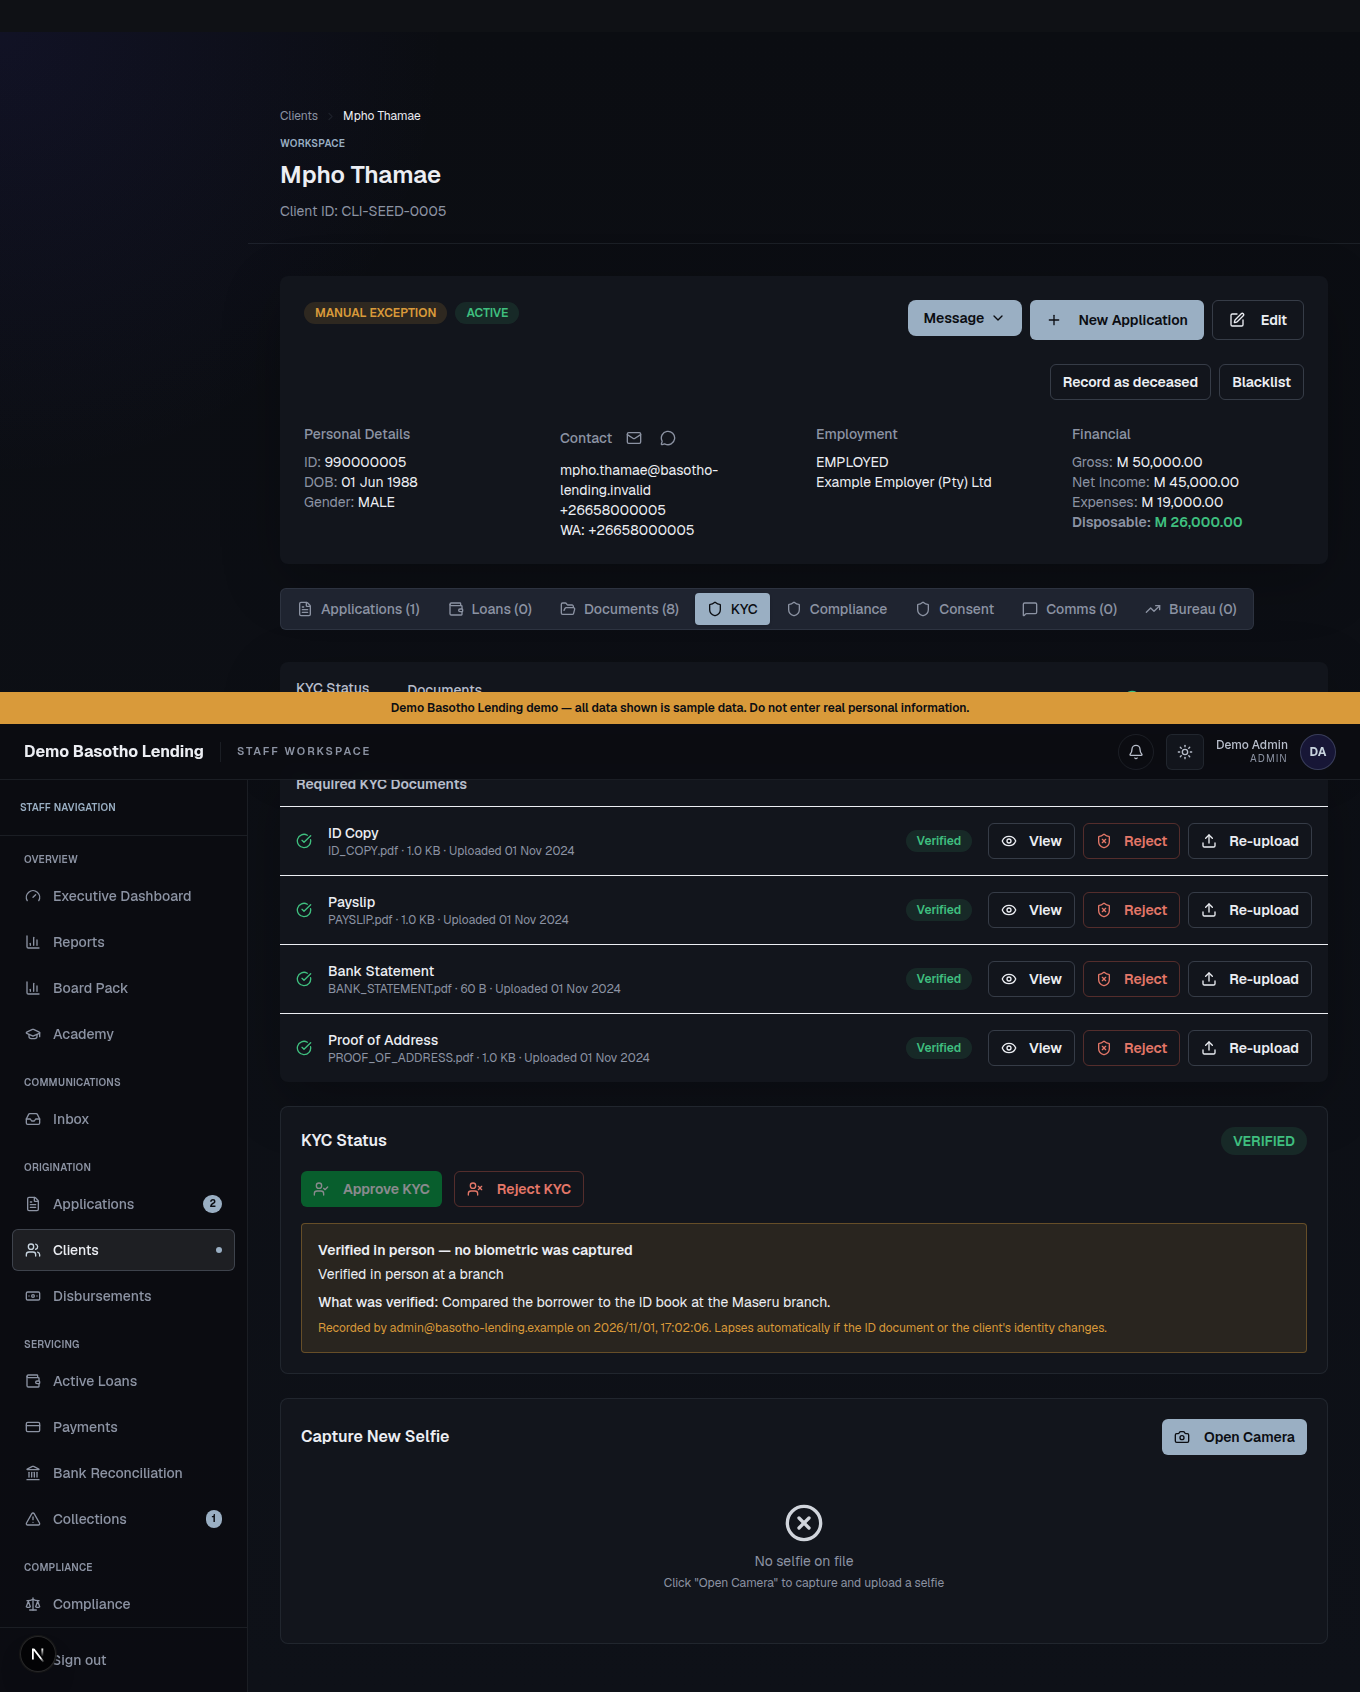 Clients
Mpho Thamae
WORKSPACE
Mpho Thamae
Client ID: CLI-SEED-0005
MANUAL EXCEPTION
ACTIVE
Message
New Application
Edit
Record as deceased
Blacklist
Personal Details
ID: 990000005
DOB: 01 Jun 1988
Gender: MALE
Contact
mpho.thamae@basotho-
lending.invalid
+26658000005
WA: +26658000005
Employment
EMPLOYED
Example Employer (Pty) Ltd
Financial
Gross: M 50,000.00
Net Income: M 45,000.00
Expenses: M 19,000.00
Disposable: M 26,000.00
Applications (1)
Loans (0)
Documents (8)
KYC
Compliance
Consent
Comms (0)
Bureau (0)
KYC Status
Documents
Demo Basotho Lending demo — all data shown is sample data. Do not enter real personal information.
Demo Basotho Lending
STAFF WORKSPACE
Demo Admin
ADMIN
DA
STAFF NAVIGATION
OVERVIEW
Executive Dashboard
Reports
Board Pack
Academy
COMMUNICATIONS
Inbox
ORIGINATION
Applications
2
Clients
Disbursements
SERVICING
Active Loans
Payments
Bank Reconciliation
Collections
1
COMPLIANCE
Compliance
N
Sign out
Required KYC Documents
ID Copy
ID_COPY.pdf · 1.0 KB · Uploaded 01 Nov 2024
Verified
View
Reject
Re-upload
Payslip
PAYSLIP.pdf · 1.0 KB · Uploaded 01 Nov 2024
Verified
View
Reject
Re-upload
Bank Statement
BANK_STATEMENT.pdf · 60 B · Uploaded 01 Nov 2024
Verified
View
Reject
Re-upload
Proof of Address
PROOF_OF_ADDRESS.pdf · 1.0 KB · Uploaded 01 Nov 2024
Verified
View
Reject
Re-upload
KYC Status
VERIFIED
Approve KYC
Reject KYC
Verified in person — no biometric was captured
Verified in person at a branch
What was verified: Compared the borrower to the ID book at the Maseru branch.
Recorded by admin@basotho-lending.example on 2026/11/01, 17:02:06. Lapses automatically if the ID document or the client's identity changes.
Capture New Selfie
Open Camera
No selfie on file
Click "Open Camera" to capture and upload a selfie